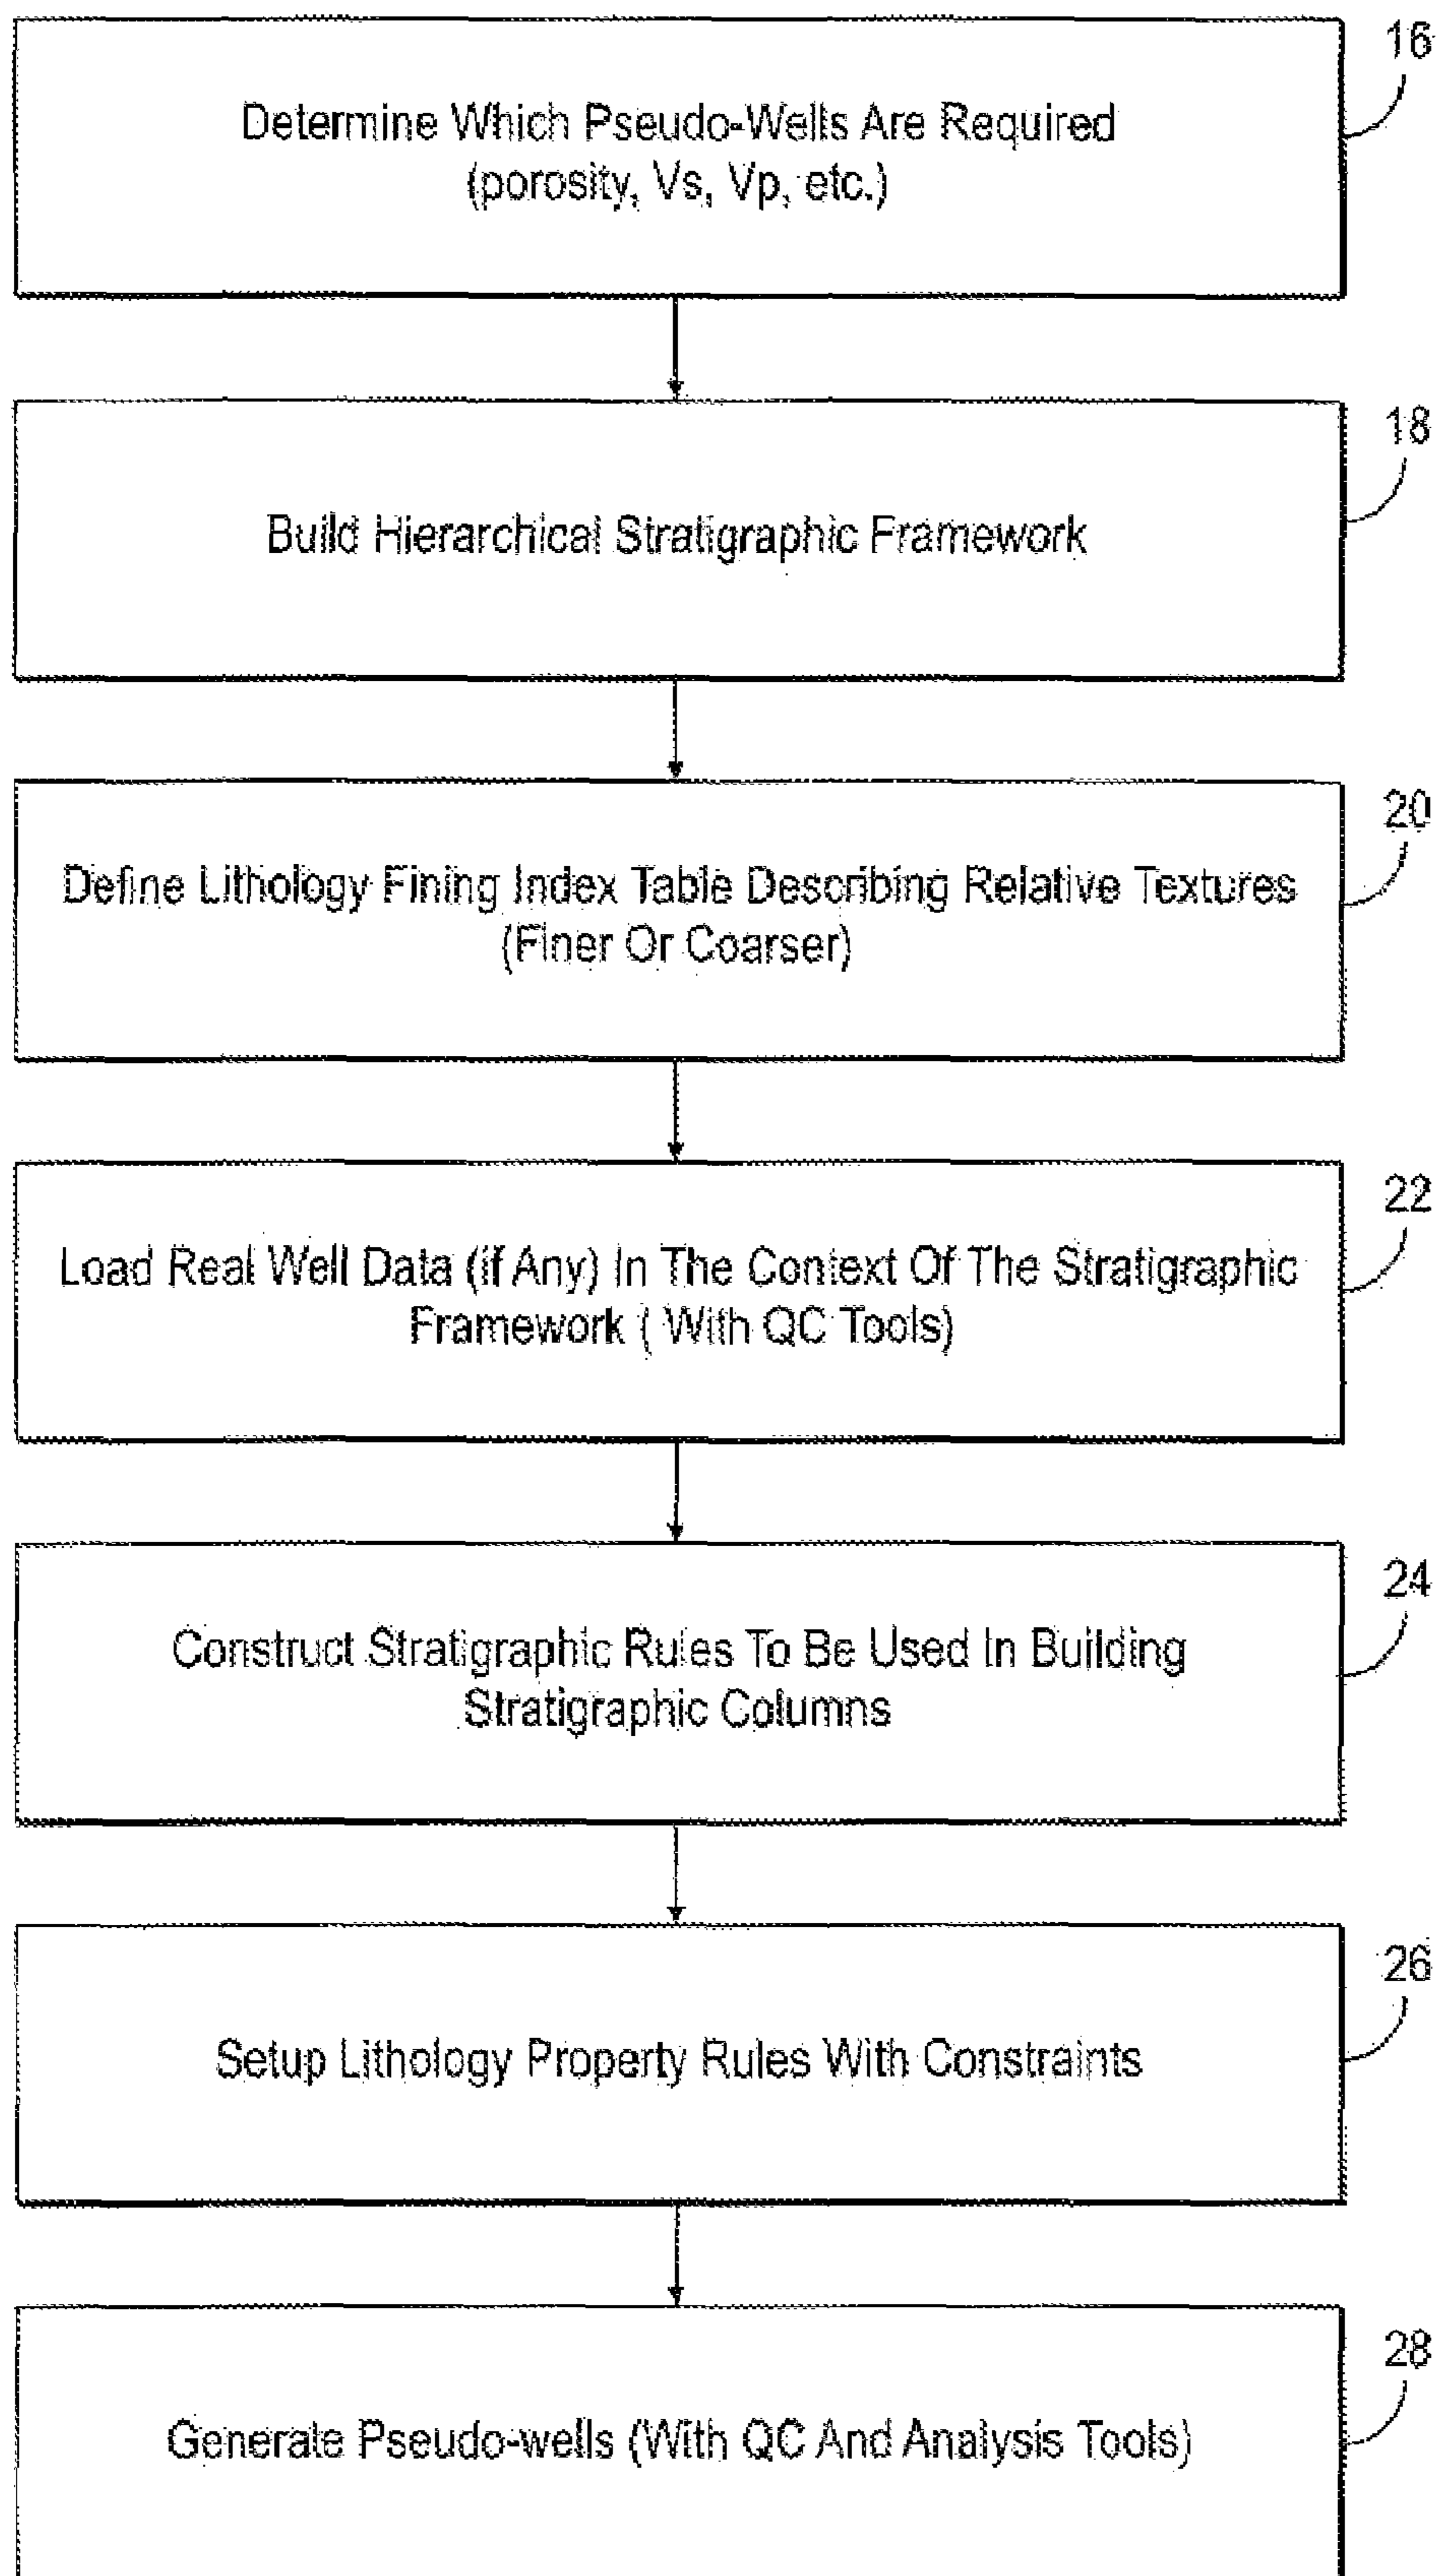 16
Determine Which Pseudo-Wells Are Required
(porosity, Vs, Vp, etc.)
18
Build Hierarchical Stratigraphic Framework
20
Define Lithology Fining Index Table Describing Relative Textures
(Finer Or Coarser)
22
Load Real Well Data (if Any) In The Context Of The Stratigraphic
Framework ( With QC Tools)
24
Construct Stratigraphic Rules To Be Used In Building
Stratigraphic Columns
26
Setup Lithology Property Rules With Constraints
28
Generate Pseudo-wells (With QC And Analysis Tools)